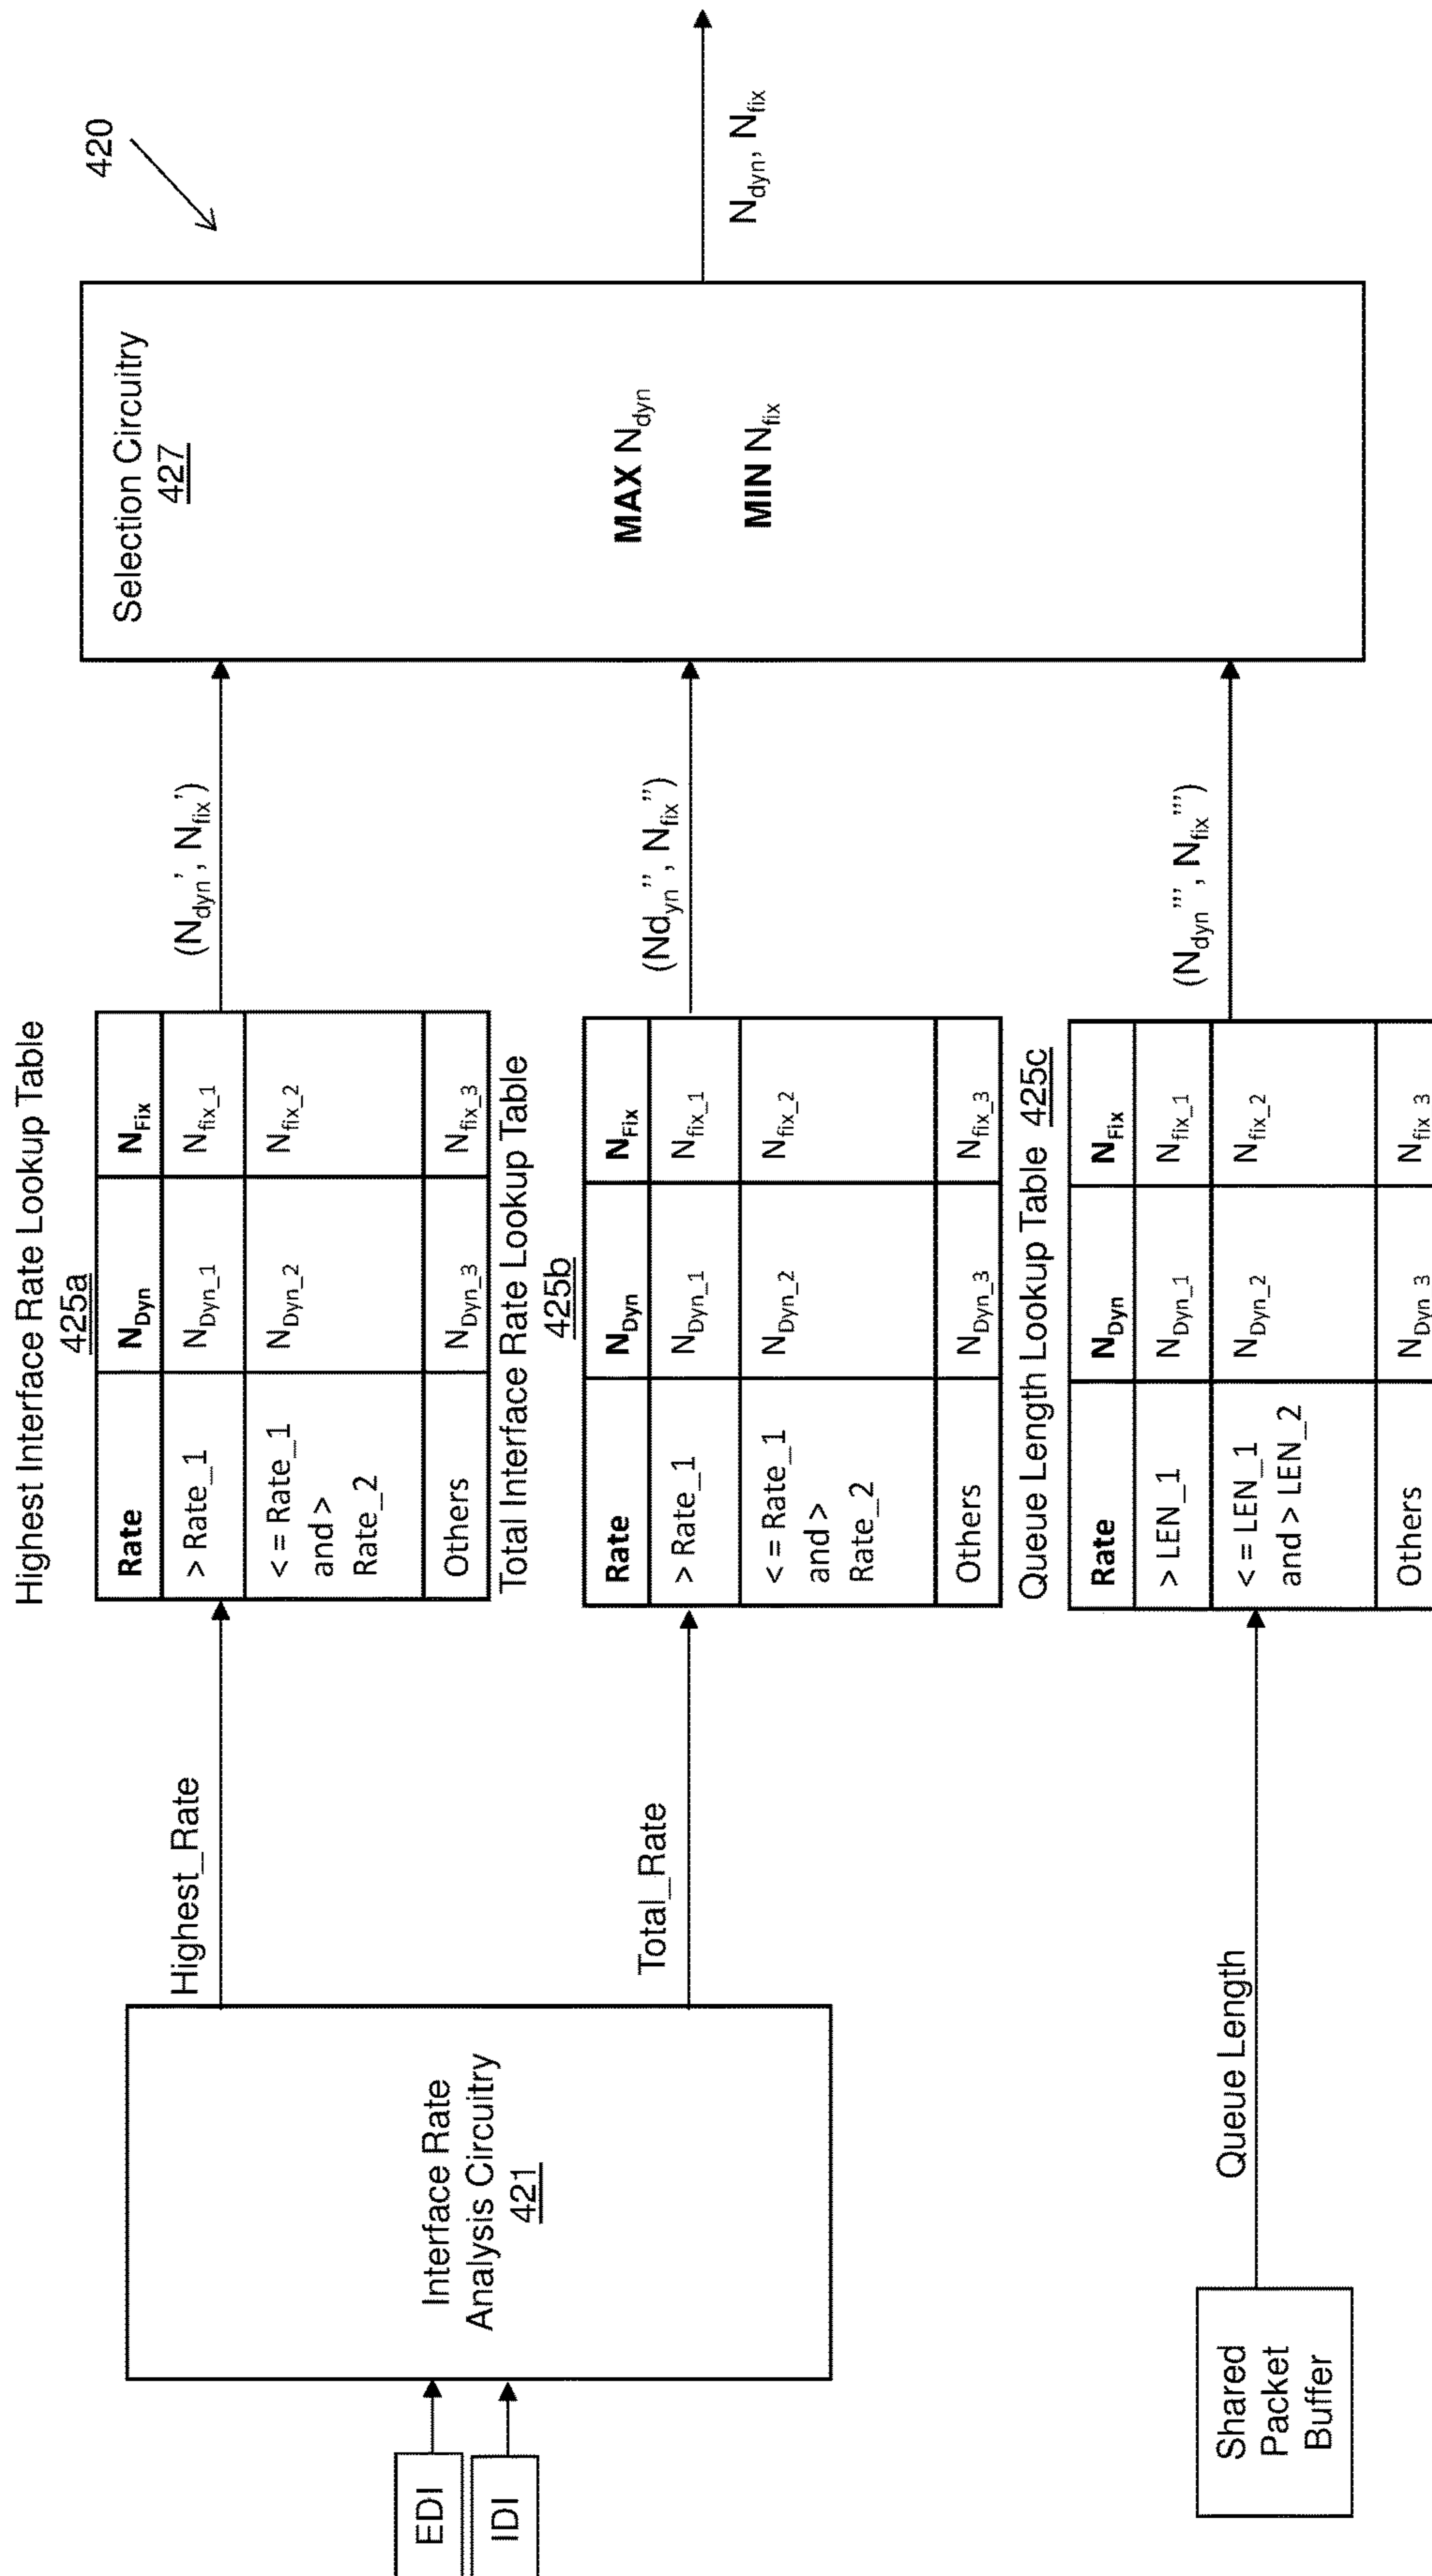 420
EDI
IDI
Interface Rate
Analysis Circuitry
421
Highest_Rate
Total_Rate
Shared
Packet
Buffer
Queue Length
Highest Interface Rate Lookup Table
425a
Rate N_Dyn N_Fix
> Rate_1 N_Dyn_1 N_fix_1
< = Rate_1 N_Dyn_2 N_fix_2
and >
Rate_2
Others N_Dyn_3 N_fix_3
Total Interface Rate Lookup Table
425b
Rate N_Dyn N_Fix
> Rate_1 N_Dyn_1 N_fix_1
< = Rate_1 N_Dyn_2 N_fix_2
and >
Rate_2
Others N_Dyn_3 N_fix_3
Queue Length Lookup Table 425c
Rate N_Dyn N_Fix
> LEN_1 N_Dyn_1 N_fix_1
< = LEN_1 N_Dyn_2 N_fix_2
and > LEN_2
Others N_Dyn_3 N_fix_3
(N_dyn', N_fix')
(Nd_yn'', N_fix'')
(N_dyn''', N_fix''')
Selection Circuitry
427
MAX N_dyn
MIN N_fix
N_dyn, N_fix